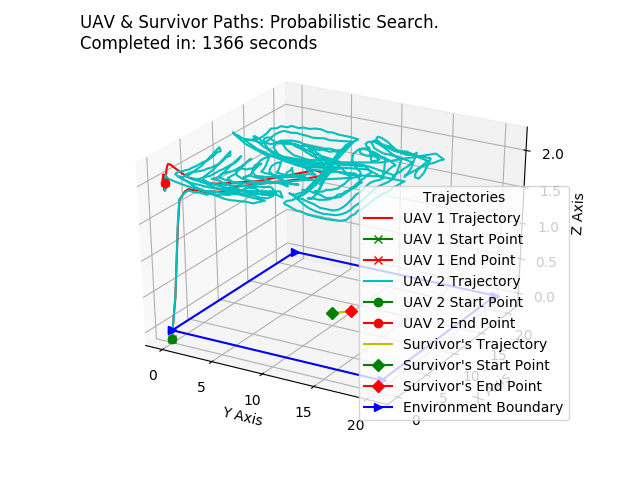 UAV & Survivor Paths: Probabilistic Search.
Completed in: 1366 seconds
2.0
1.5
1.0
0.5
0.0
Z Axis
Trajectories
UAV 1 Trajectory
UAV 1 Start Point
UAV 1 End Point
UAV 2 Trajectory
UAV 2 Start Point
UAV 2 End Point
Survivor's Trajectory
Survivor's Start Point
Survivor's End Point
Environment Boundary
0
5
10
15
20
Y Axis
0
5
10
15
20